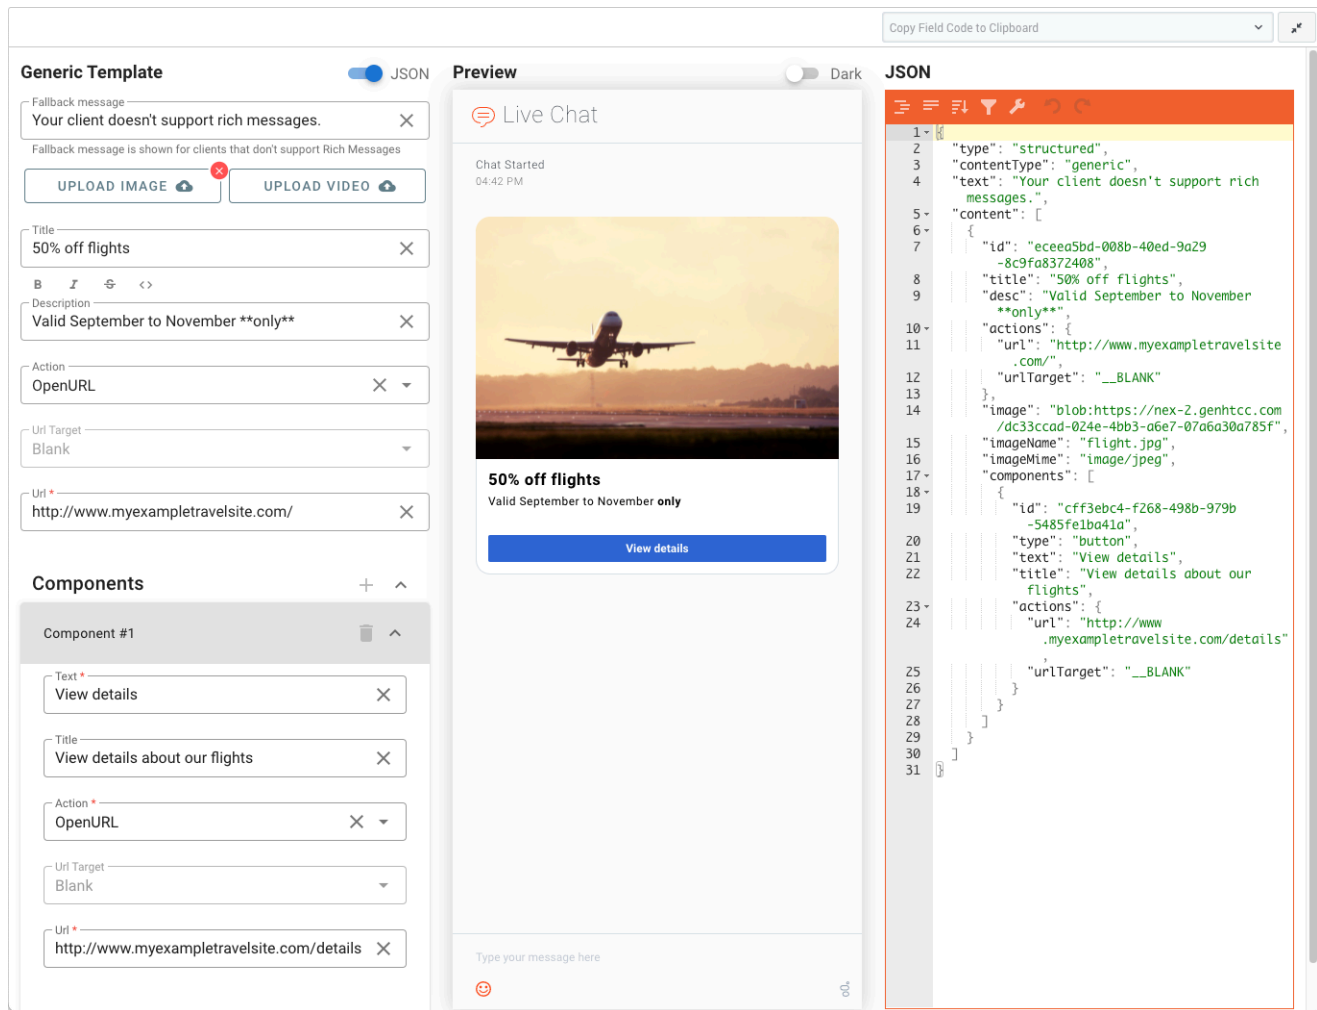 Copy Field Code to Clipboard
Generic Template
JSON
Fallback message
Your client doesn't support rich messages.
Fallback message is shown for clients that don't support Rich Messages
UPLOAD IMAGE
UPLOAD VIDEO
Title
50% off flights
B I S <>
Description
Valid September to November **only**
Action
OpenURL
Url Target
Blank
Url *
http://www.myexampletravelsite.com/
Components
Component #1
Text *
View details
Title
View details about our flights
Action *
OpenURL
Url Target
Blank
Url *
http://www.myexampletravelsite.com/details
Preview
Dark
Live Chat
Chat Started
04:42 PM
50% off flights
Valid September to November only
View details
Type your message here
JSON
1 {
2 "type": "structured",
3 "contentType": "generic",
4 "text": "Your client doesn't support rich
messages.",
5 "content": [
6 {
7 "id": "eceea5bd-008b-40ed-9a29
-8c9fa8372408",
8 "title": "50% off flights",
9 "desc": "Valid September to November
**only**",
10 "actions": {
11 "url": "http://www.myexampletravelsite
.com/",
12 "urlTarget": "__BLANK"
13 },
14 "image": "blob:https://nex-2.genhtcc.com
/dc33ccad-024e-4bb3-a6e7-07a6a30a785f",
15 "imageName": "flight.jpg",
16 "imageMime": "image/jpeg",
17 "components": [
18 {
19 "id": "cff3ebc4-f268-498b-979b
-5485fe1ba41a",
20 "type": "button",
21 "text": "View details",
22 "title": "View details about our
flights",
23 "actions": {
24 "url": "http://www
.myexampletravelsite.com/details"
,
25 "urlTarget": "__BLANK"
26 }
27 }
28 ]
29 }
30 ]
31 }